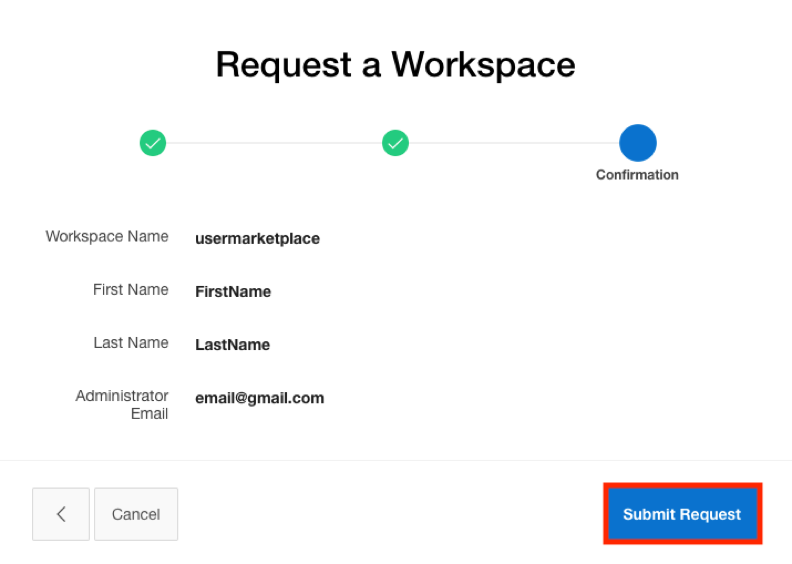 Request a Workspace
Confirmation
Workspace Name usermarketplace
First Name FirstName
Last Name LastName
Administrator
Email email@gmail.com
Cancel Submit Request